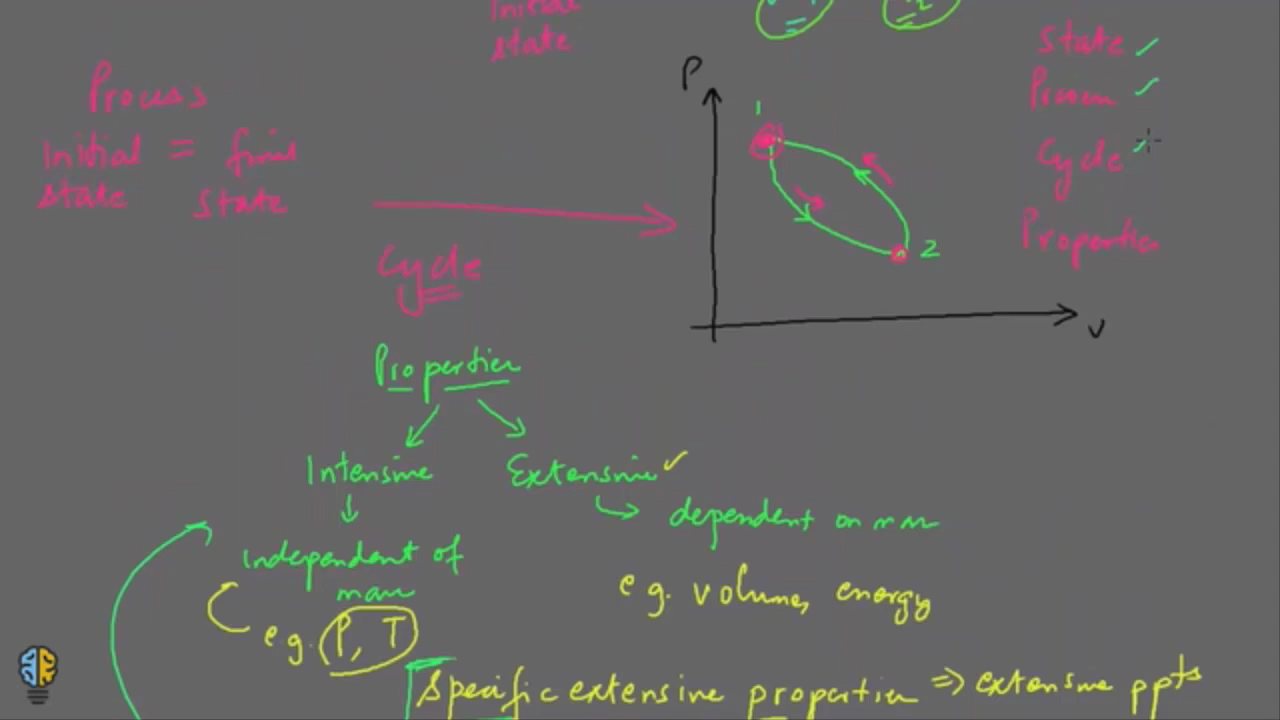 Initial
state
State
Process
Cycle
Properties
Process
Initial = final
state state
Cycle
P
1
2
V
Properties
Intensive Extensive
independent of
mass
dependent on mass
e.g. P, T
e.g. volume, energy
Specific extensive properties => extensive ppts